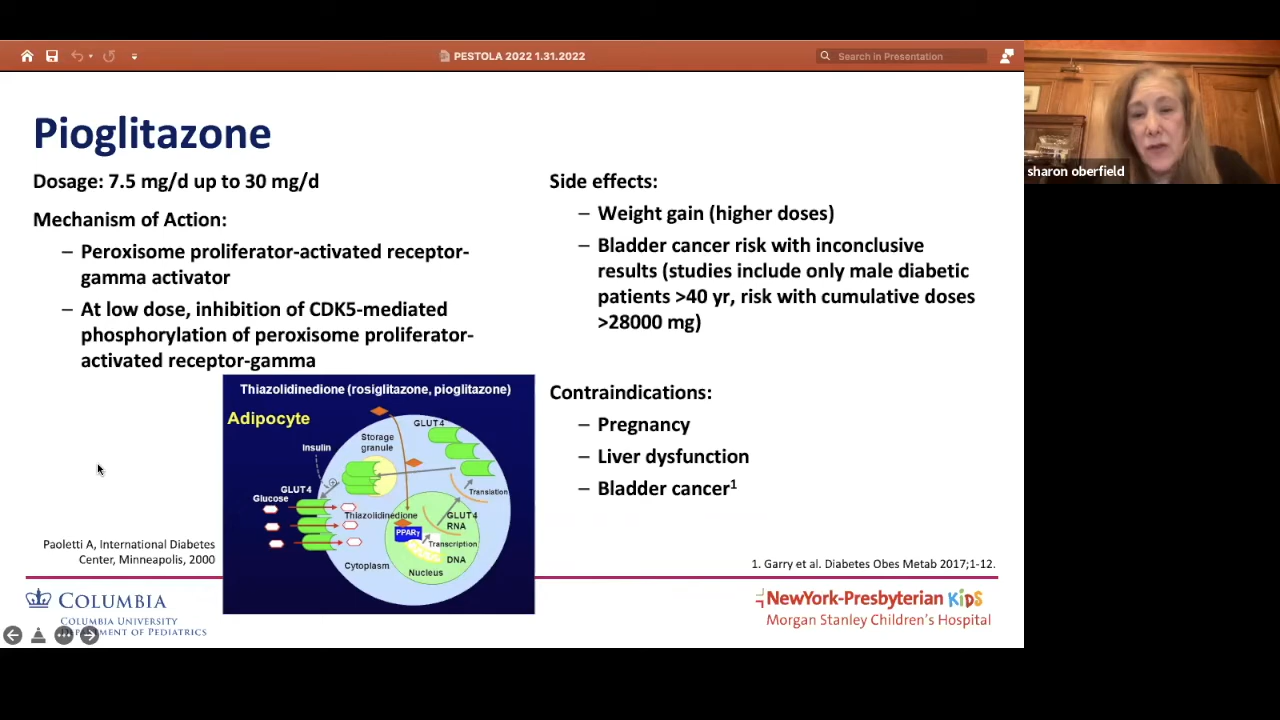 PESTOLA 2022 1.31.2022
Search in Presentation
sharon oberfield
Pioglitazone
Dosage: 7.5 mg/d up to 30 mg/d
Mechanism of Action:
– Peroxisome proliferator-activated receptor-
gamma activator
– At low dose, inhibition of CDK5-mediated
phosphorylation of peroxisome proliferator-
activated receptor-gamma
Side effects:
– Weight gain (higher doses)
– Bladder cancer risk with inconclusive
results (studies include only male diabetic
patients >40 yr, risk with cumulative doses
>28000 mg)
Contraindications:
– Pregnancy
– Liver dysfunction
– Bladder cancer¹
Thiazolidinedione (rosiglitazone, pioglitazone)
Adipocyte
GLUT4
Storage
granule
Insulin
Translation
GLUT4
Glucose
Thiazolidinedione
GLUT4
RNA
PPARγ
Transcription
DNA
Cytoplasm
Nucleus
Paoletti A, International Diabetes
Center, Minneapolis, 2000
1. Garry et al. Diabetes Obes Metab 2017;1-12.
COLUMBIA
COLUMBIA UNIVERSITY
DEPARTMENT OF PEDIATRICS
NewYork-Presbyterian KiDS
Morgan Stanley Children's Hospital